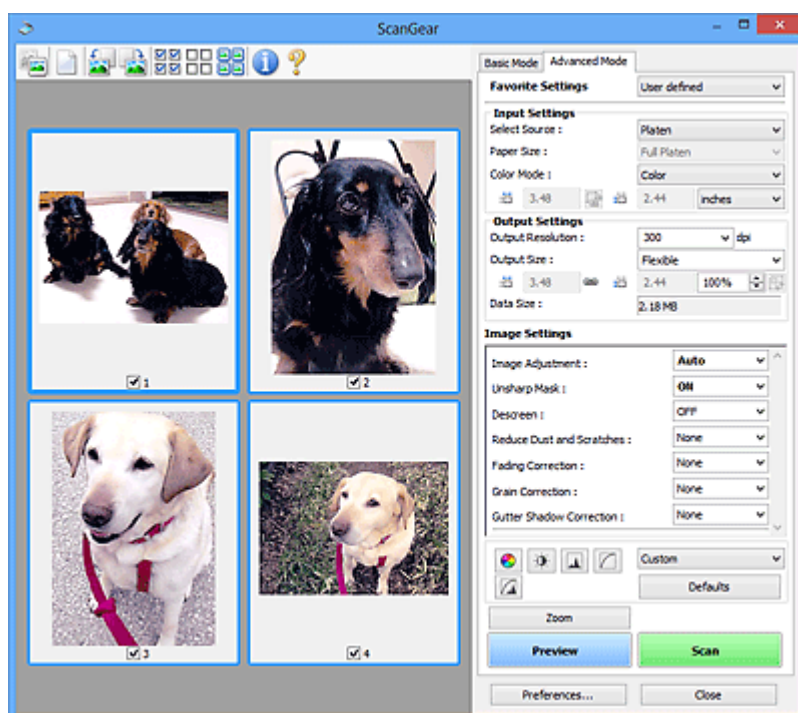 ScanGear
Basic Mode Advanced Mode
Favorite Settings User defined
Input Settings
Select Source : Platen
Paper Size : Full Platen
Color Mode : Color
3.48 2.44 inches
Output Settings
Output Resolution : 300 dpi
Output Size : Flexible
3.48 2.44 100%
Data Size : 2.18 MB
Image Settings
Image Adjustment : Auto
Unsharp Mask : ON
Descreen : OFF
Reduce Dust and Scratches : None
Fading Correction : None
Grain Correction : None
Gutter Shadow Correction : None
Custom
Defaults
Zoom
Preview Scan
Preferences... Close
1 2
3 4